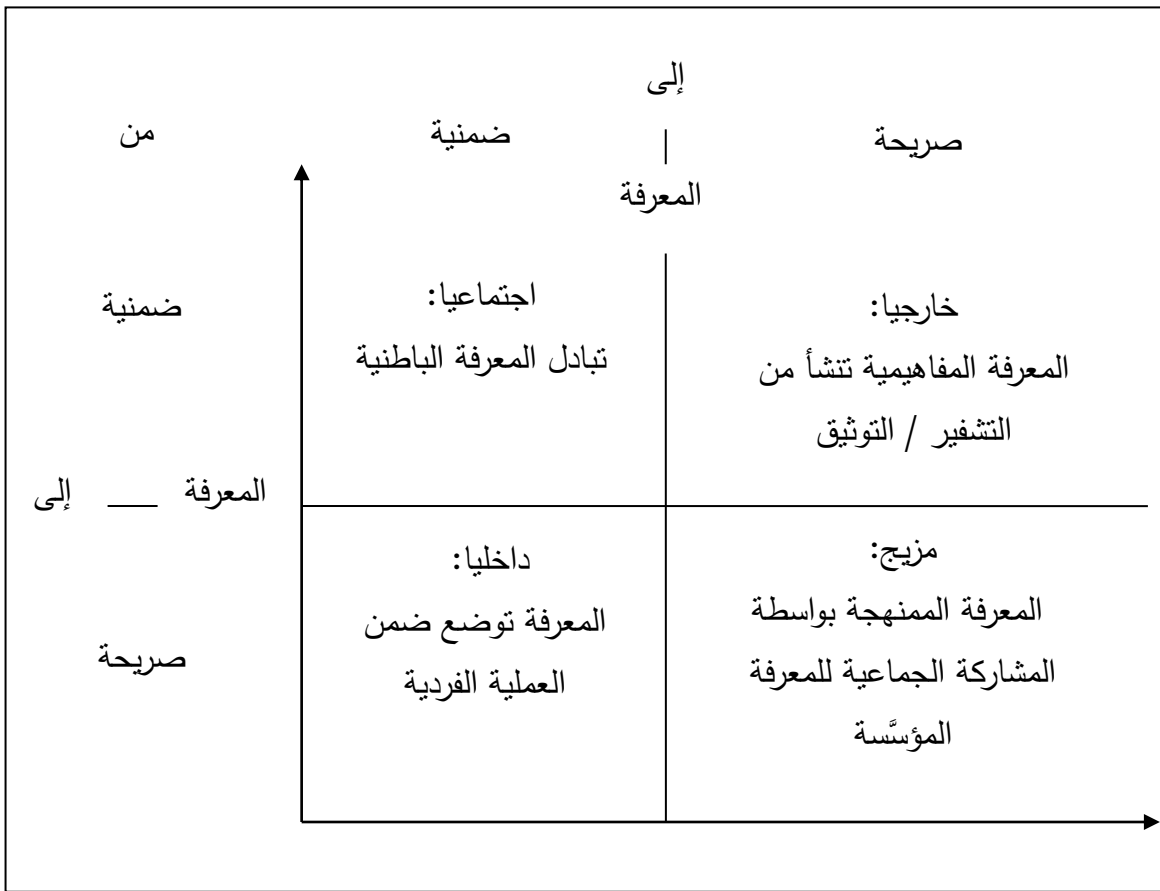 إلى
من
ضمنية
|
صريحة
المعرفة
ضمنية
اجتماعيا:
تبادل المعرفة الباطنية
خارجيا:
المعرفة المفاهيمية تنشأ من
التشفير / التوثيق
المعرفة ___ إلى
صريحة
داخليا:
المعرفة توضع ضمن
العملية الفردية
مزيج:
المعرفة الممنهجة بواسطة
المشاركة الجماعية للمعرفة
المؤسَّسة